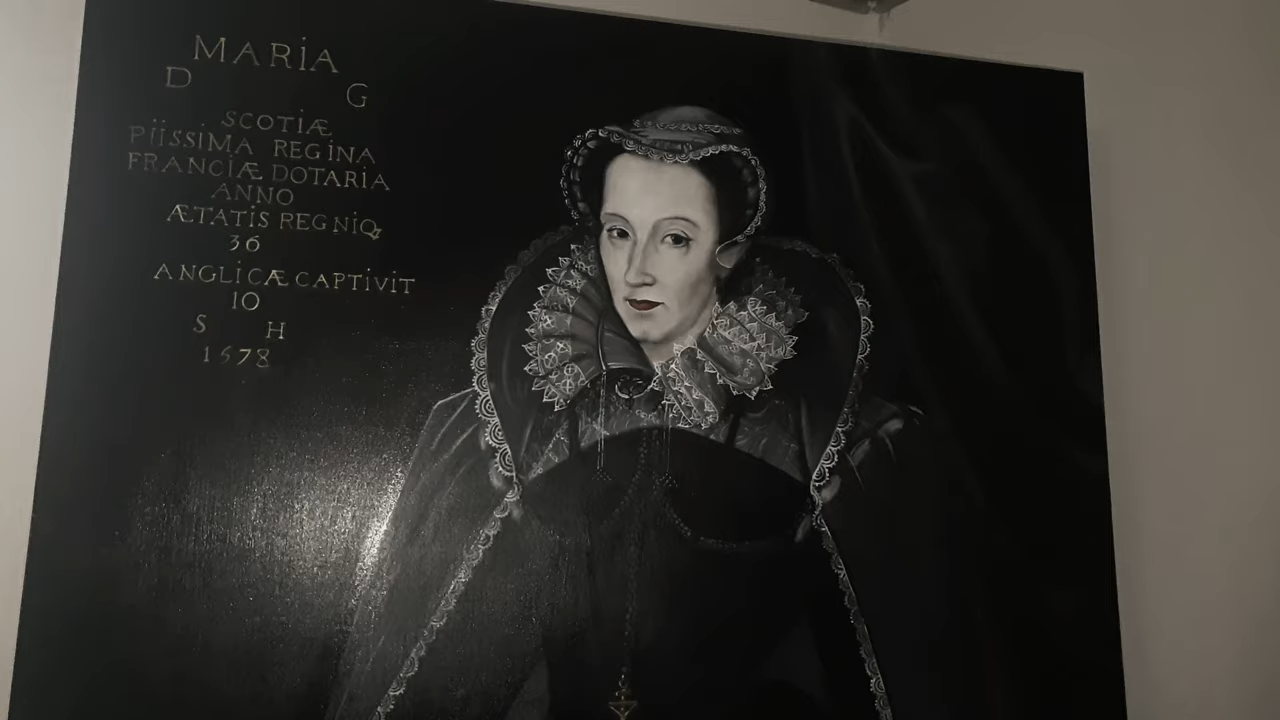 MARIA
D G
SCOTIÆ
PIISSIMA REGINA
FRANCIÆ DOTARIA
ANNO
ÆTATIS REGNIQ
36
ANGLICÆ CAPTIVIT
10
S H
1578